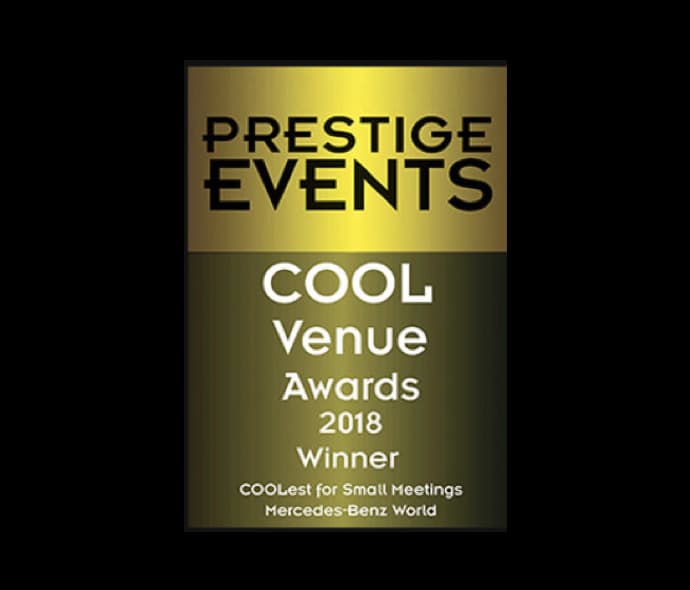 PRESTIGE
EVENTS
COOL
Venue
Awards
2018
Winner
COOLest for Small Meetings
Mercedes-Benz World